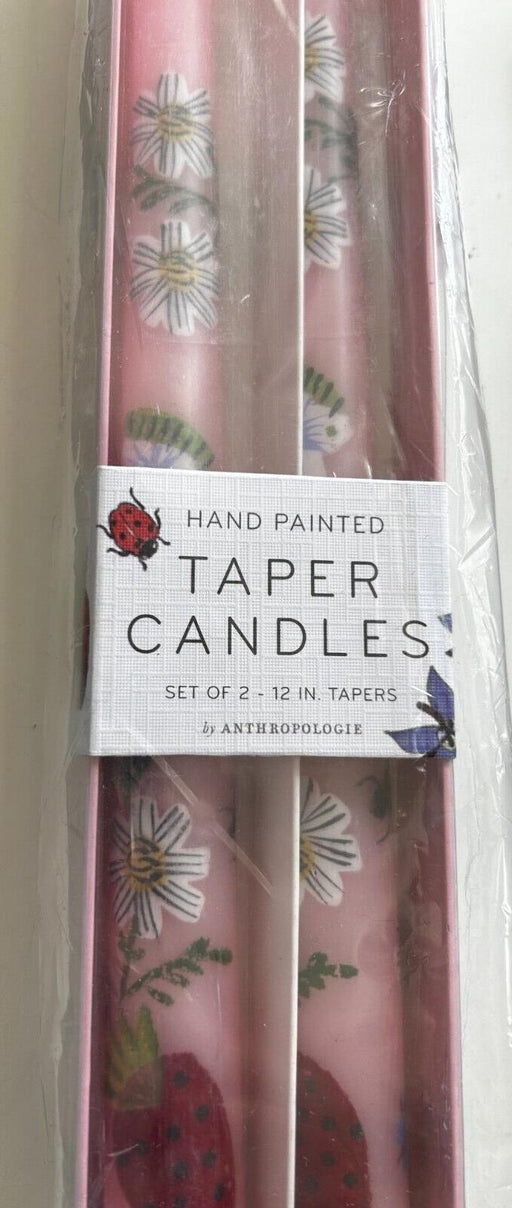 HAND PAINTED
TAPER
CANDLES
SET OF 2 - 12 IN. TAPERS
by ANTHROPOLOGIE